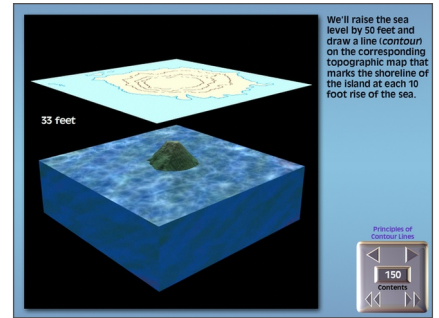 We'll raise the sea
level by 50 feet and
draw a line (contour)
on the corresponding
topographic map that
marks the shoreline of
the island at each 10
foot rise of the sea.
33 feet
Principles of
Contour Lines
150
Contents